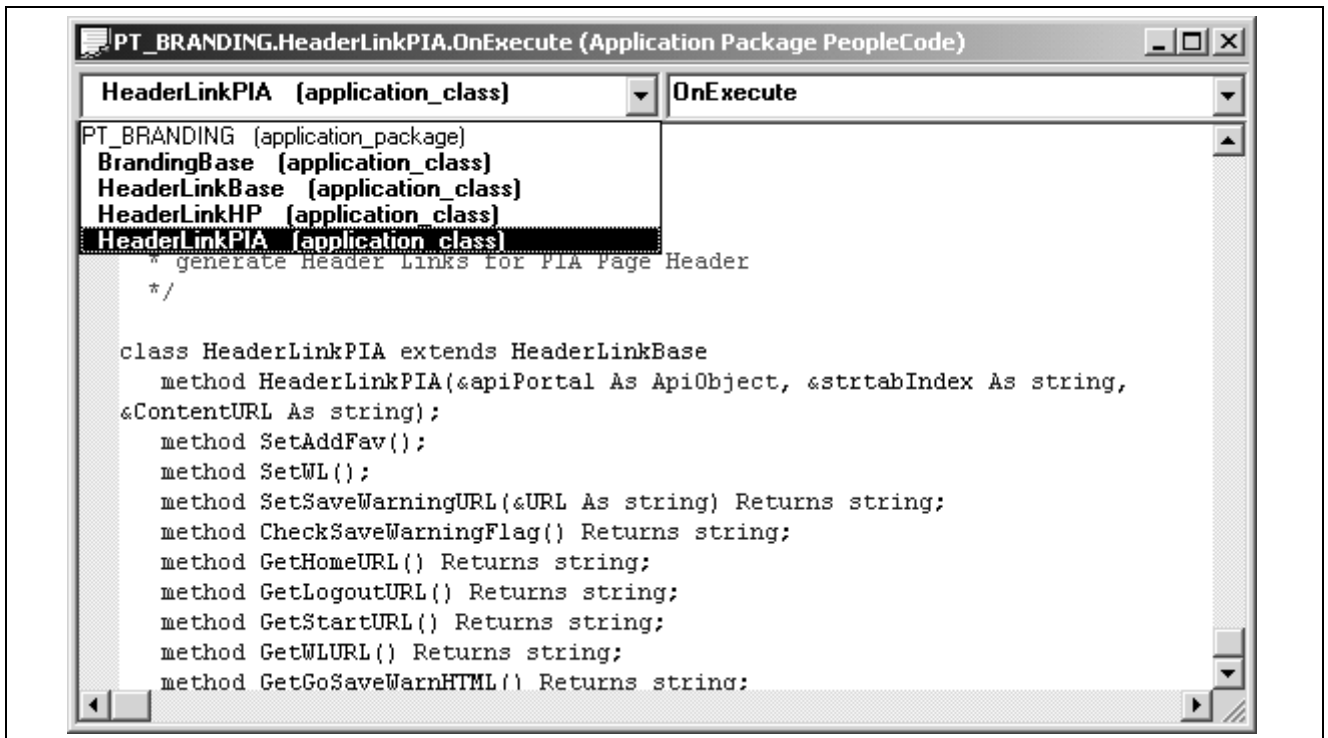 PT_BRANDING.HeaderLinkPIA.OnExecute (Application Package PeopleCode)
HeaderLinkPIA (application_class) OnExecute
PT_BRANDING (application_package)
BrandingBase (application_class)
HeaderLinkBase (application_class)
HeaderLinkHP (application_class)
HeaderLinkPIA (application_class)
* generate Header Links for PIA Page Header
*/
class HeaderLinkPIA extends HeaderLinkBase
method HeaderLinkPIA(&apiPortal As ApiObject, &strtabIndex As string,
&ContentURL As string);
method SetAddFav();
method SetWL();
method SetSaveWarningURL(&URL As string) Returns string;
method CheckSaveWarningFlag() Returns string;
method GetHomeURL() Returns string;
method GetLogoutURL() Returns string;
method GetStartURL() Returns string;
method GetWLURL() Returns string;
method GetGoSaveWarnHTML() Returns string;